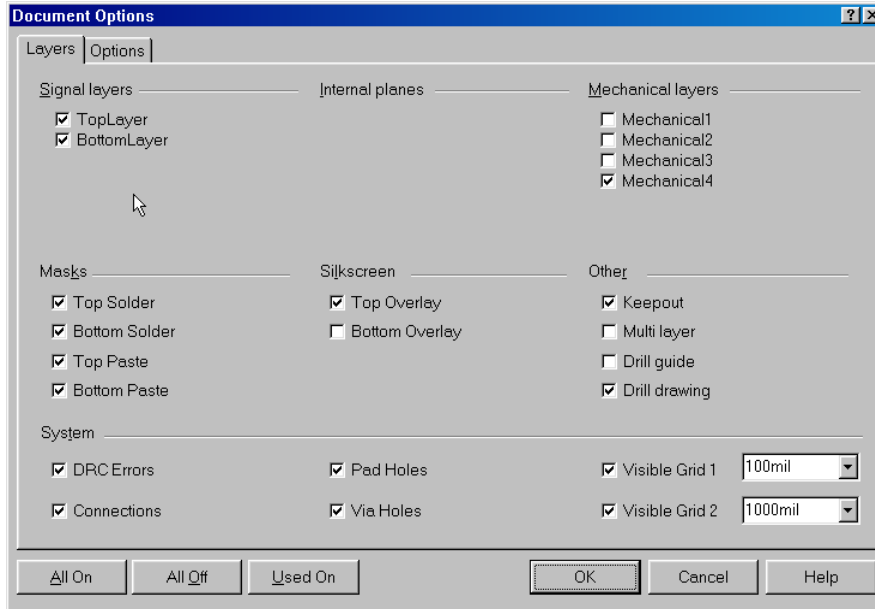 Document Options
Layers Options
Signal layers Internal planes Mechanical layers
TopLayer Mechanical1
BottomLayer Mechanical2
Mechanical3
Mechanical4
Masks Silkscreen Other
Top Solder Top Overlay Keepout
Bottom Solder Bottom Overlay Multi layer
Top Paste Drill guide
Bottom Paste Drill drawing
System
DRC Errors Pad Holes Visible Grid 1 100mil
Connections Via Holes Visible Grid 2 1000mil
All On All Off Used On OK Cancel Help